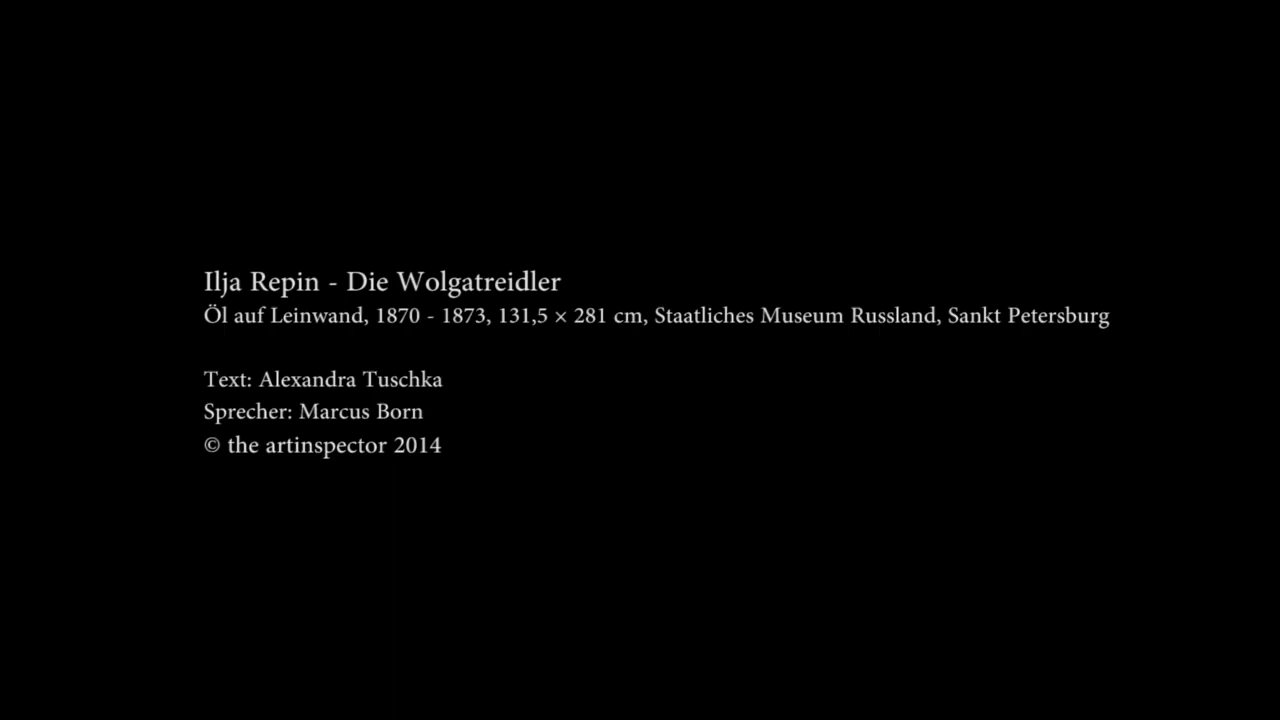 Ilja Repin - Die Wolgatreidler
Öl auf Leinwand, 1870 - 1873, 131,5 × 281 cm, Staatliches Museum Russland, Sankt Petersburg
Text: Alexandra Tuschka
Sprecher: Marcus Born
© the artinspector 2014